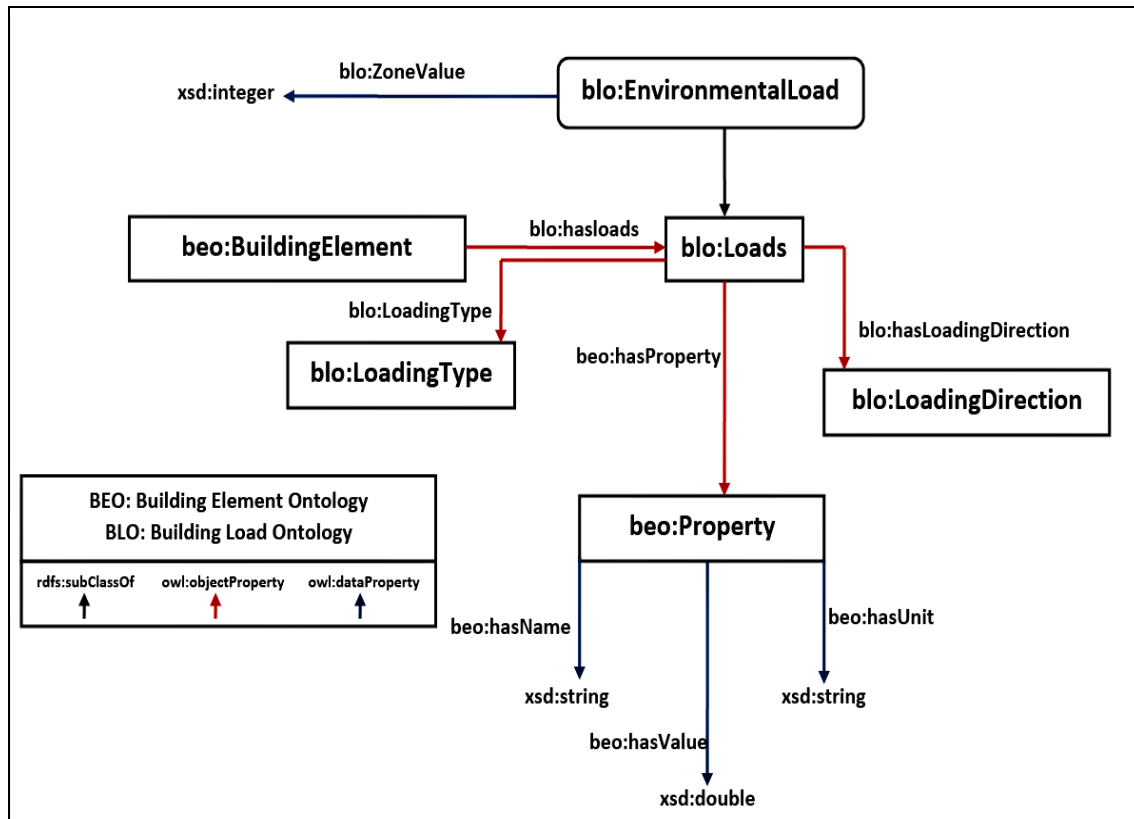 blo:ZoneValue
xsd:integer
blo:EnvironmentalLoad
beo:BuildingElement
blo:hasloads
blo:Loads
blo:LoadingType
blo:hasLoadingDirection
beo:hasProperty
blo:LoadingType
blo:LoadingDirection
BEO: Building Element Ontology
BLO: Building Load Ontology
rdfs:subClassOf owl:objectProperty owl:dataProperty
beo:Property
beo:hasName
beo:hasUnit
xsd:string
xsd:string
beo:hasValue
xsd:double